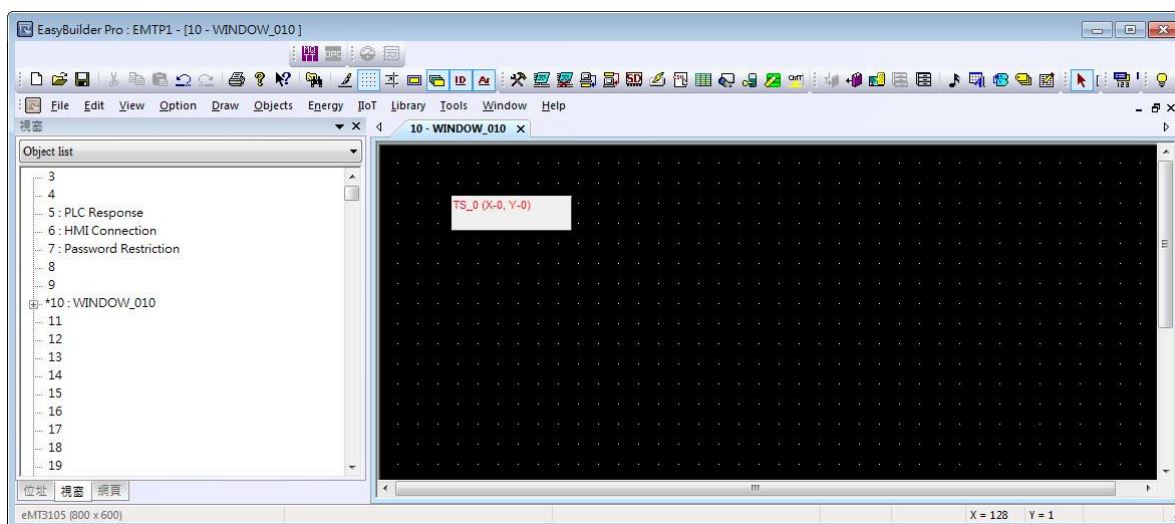 EasyBuilder Pro : EMTP1 - [10 - WINDOW_010 ]
File Edit View Option Draw Objects Energy IIoT Library Tools Window Help
視窗
10 - WINDOW_010
Object list
3
4
5 : PLC Response
6 : HMI Connection
7 : Password Restriction
8
9
*10 : WINDOW_010
11
12
13
14
15
16
17
18
19
TS_0 (X-0, Y-0)
位址 視窗 網頁
eMT3105 (800 x 600)
X = 128 Y = 1